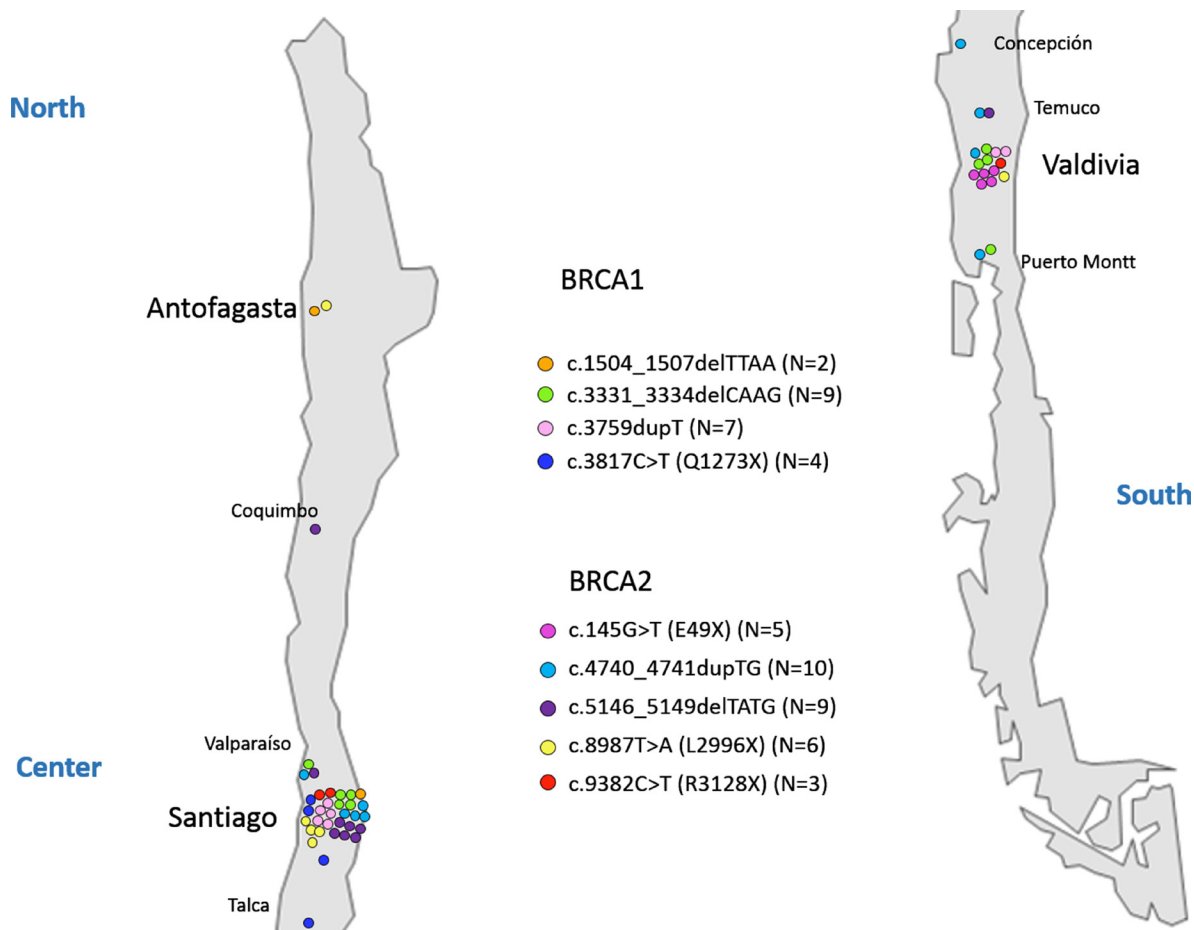 North
Antofagasta
Coquimbo
Valparaíso
Center
Santiago
Talca
BRCA1
c.1504_1507delTTAA (N=2)
c.3331_3334delCAAG (N=9)
c.3759dupT (N=7)
c.3817C>T (Q1273X) (N=4)
BRCA2
c.145G>T (E49X) (N=5)
c.4740_4741dupTG (N=10)
c.5146_5149delTATG (N=9)
c.8987T>A (L2996X) (N=6)
c.9382C>T (R3128X) (N=3)
Concepción
Temuco
Valdivia
Puerto Montt
South